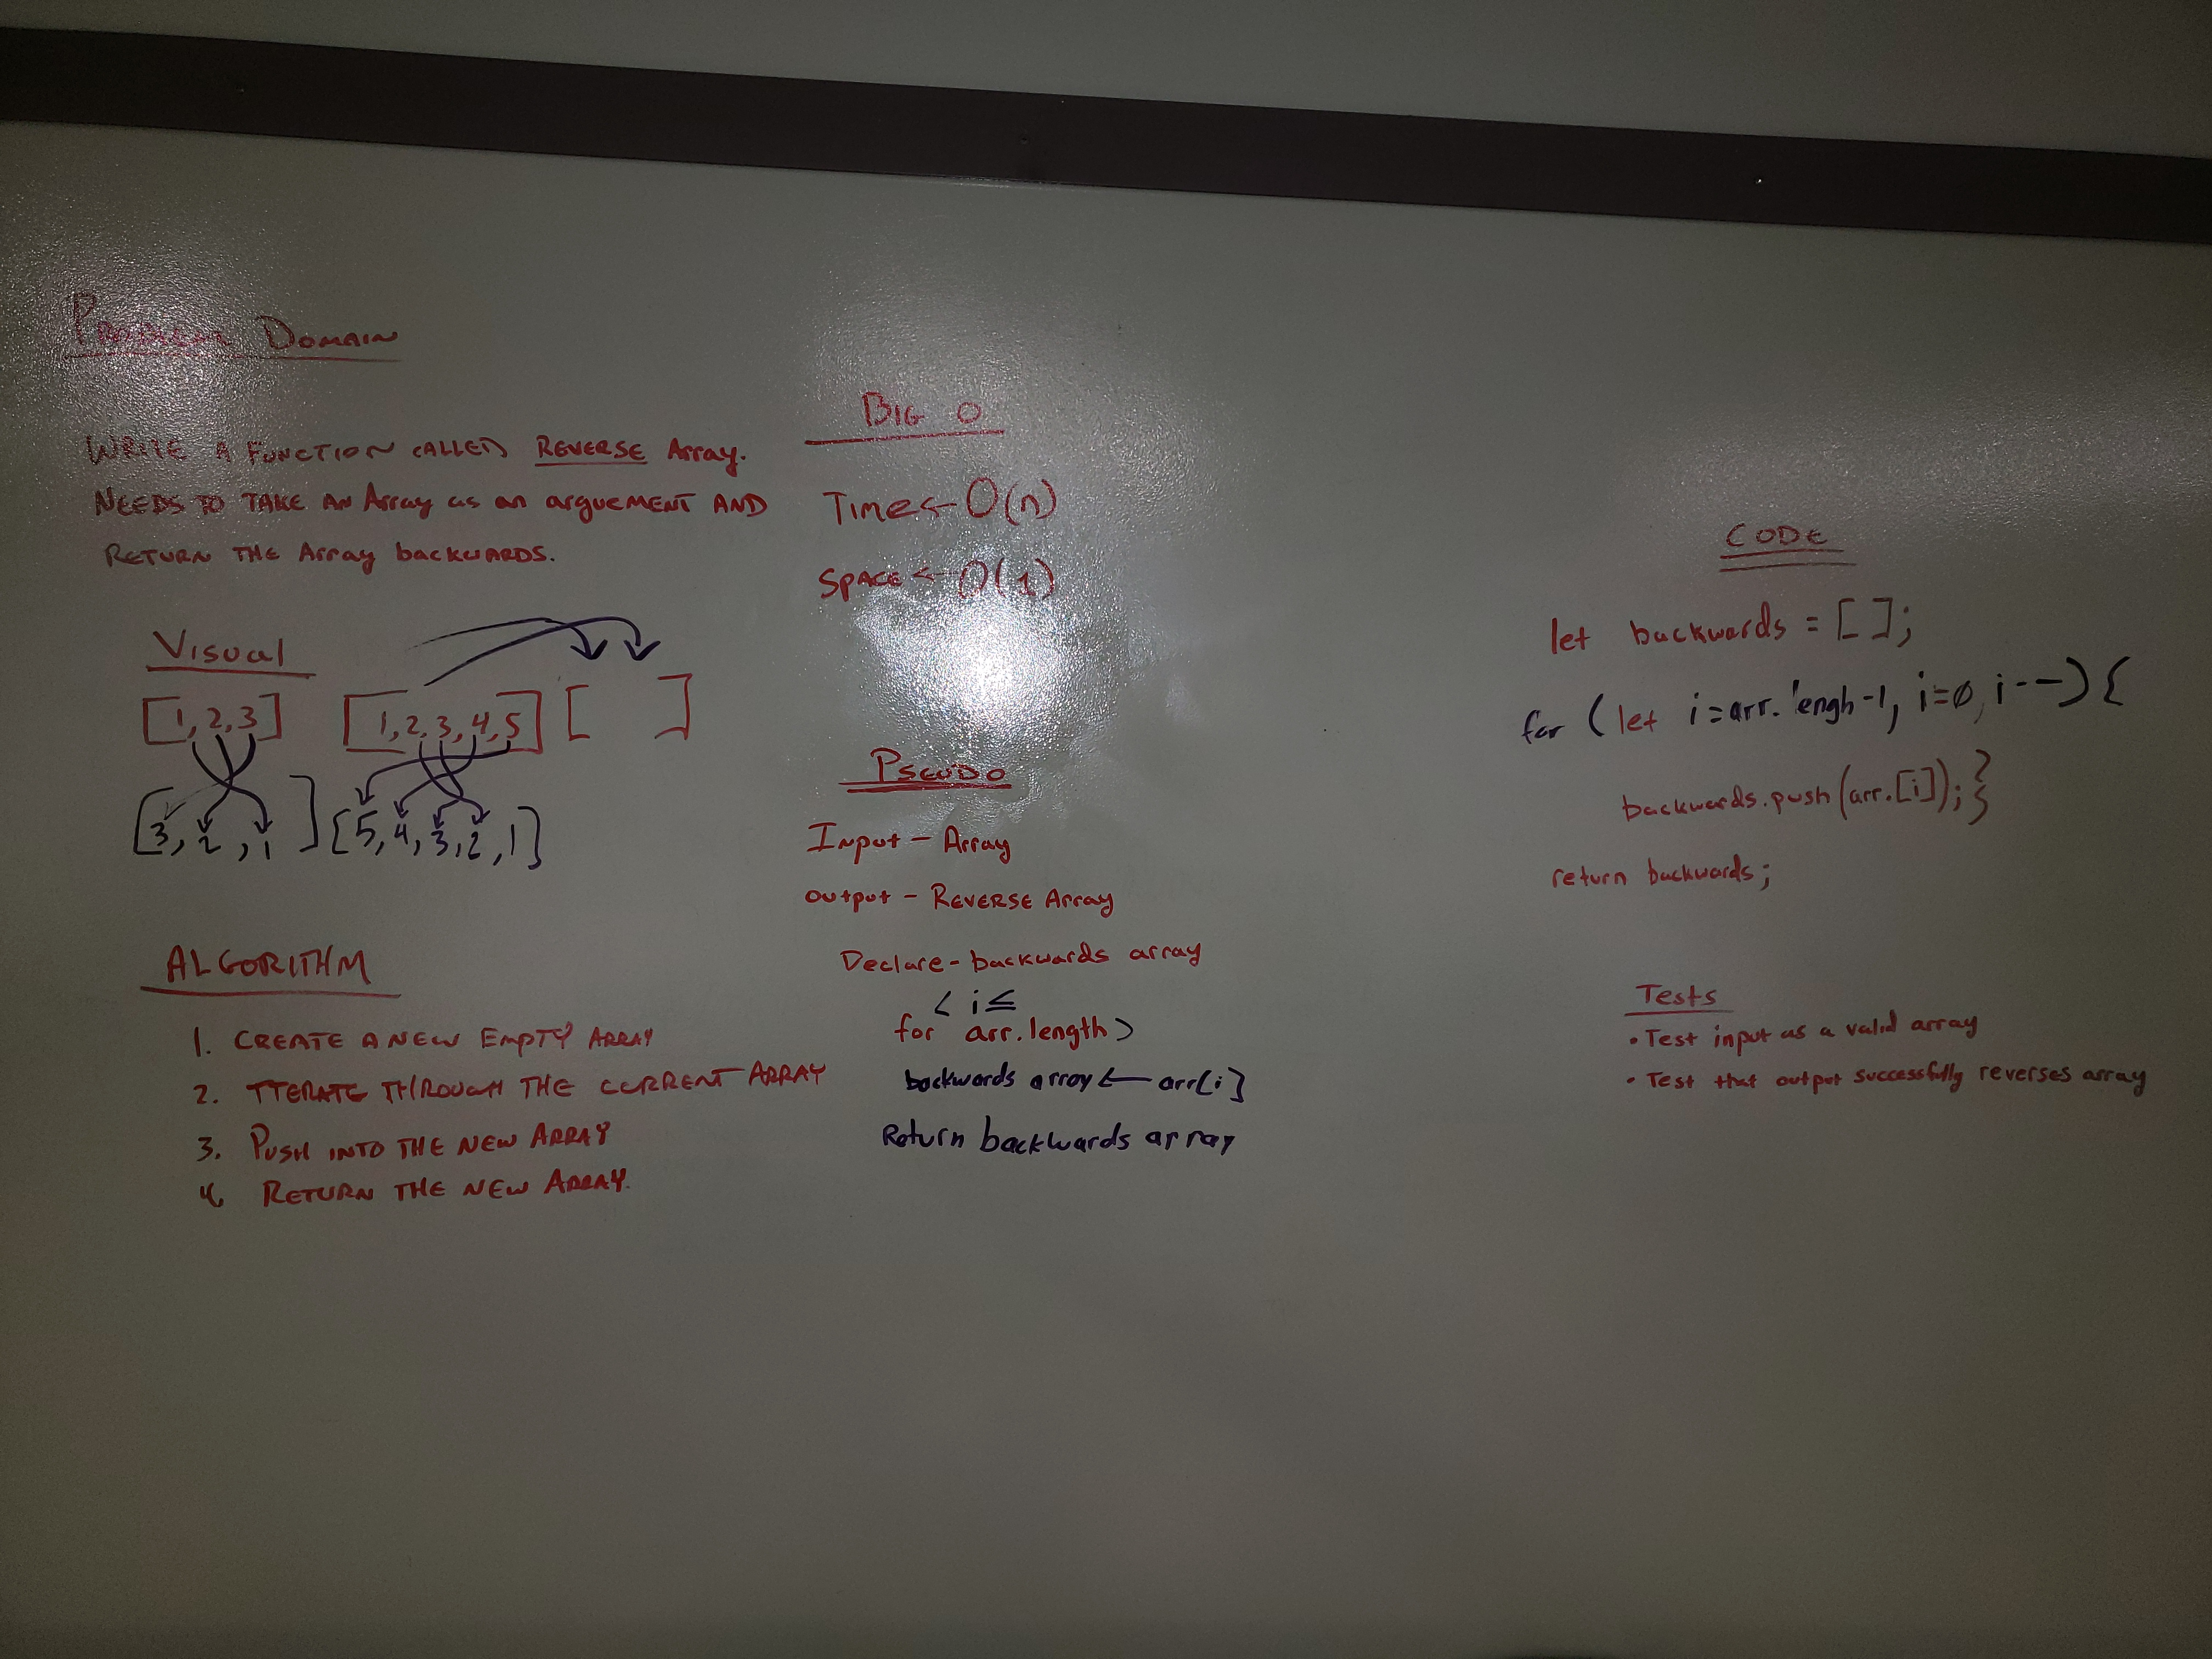 Problem Domain
WRITE A FUNCTION CALLED REVERSE Array.
NEEDS TO TAKE AN Array as an arguement AND
RETURN THE Array backwards.
Visual
[1,2,3] [1,2,3,4,5] [ ]
[3,2,1] [5,4,3,2,1]
ALGORITHM
1. CREATE A NEW EMPTY ARRAY
2. ITERATE THROUGH THE CURRENT ARRAY
3. PUSH INTO THE NEW ARRAY
4. RETURN THE NEW ARRAY.
BIG O
Time ← O(n)
SPACE ← O(1)
PSEUDO
Input - Array
output - REVERSE Array
Declare - backwards array
< i ≤
for arr.length >
backwards array ← arr[i]
Return backwards array
CODE
let backwards = [ ];
for (let i=arr.lengh-1, i=0, i--) {
backwards.push(arr.[i]);}
return backwards;
Tests
• Test input as a valid array
• Test that output successfully reverses array